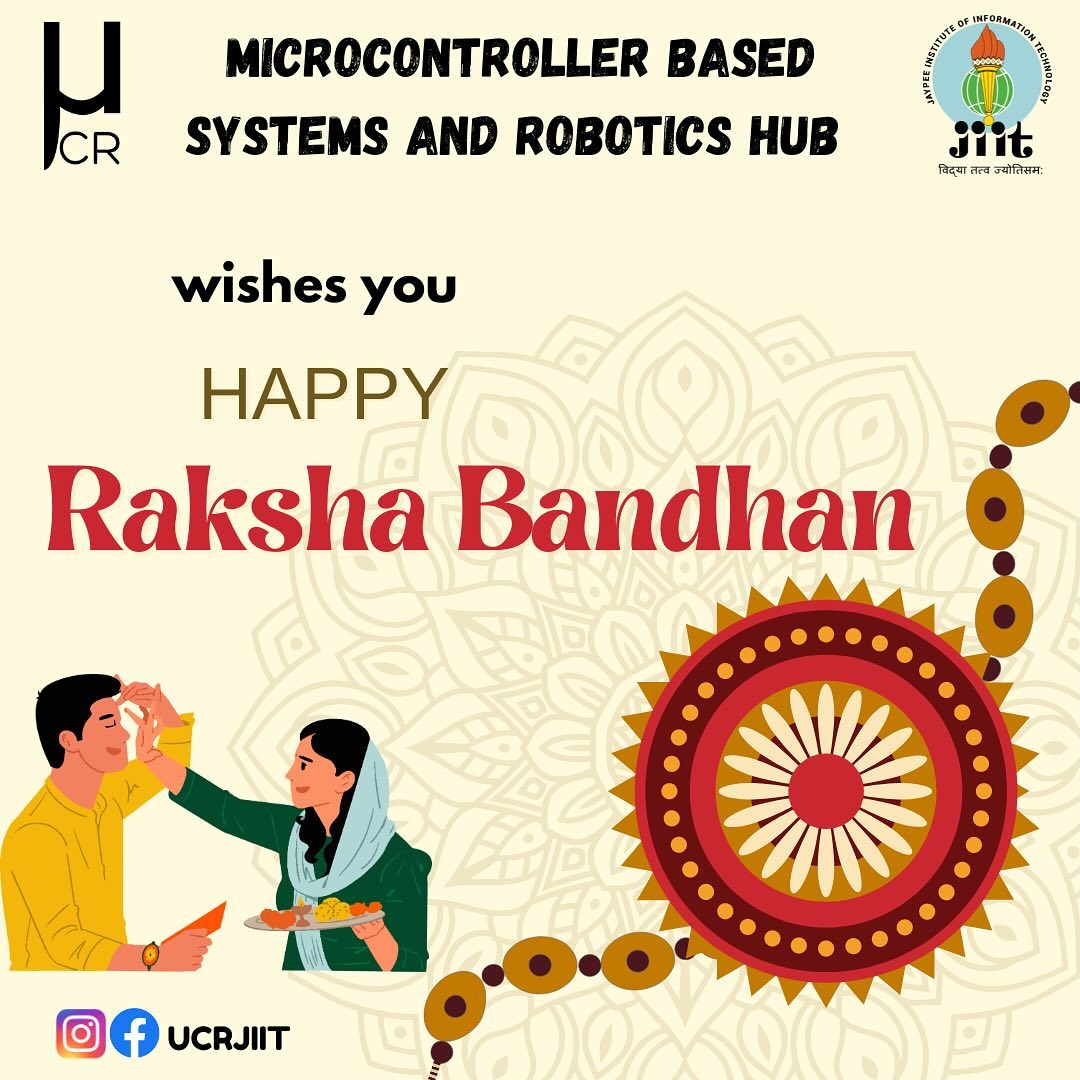 µCR
MICROCONTROLLER BASED
SYSTEMS AND ROBOTICS HUB
JAYPEE INSTITUTE OF INFORMATION TECHNOLOGY
jiit
विद्या तत्व ज्योतिसमः
wishes you
HAPPY
Raksha Bandhan
UCRJIIT